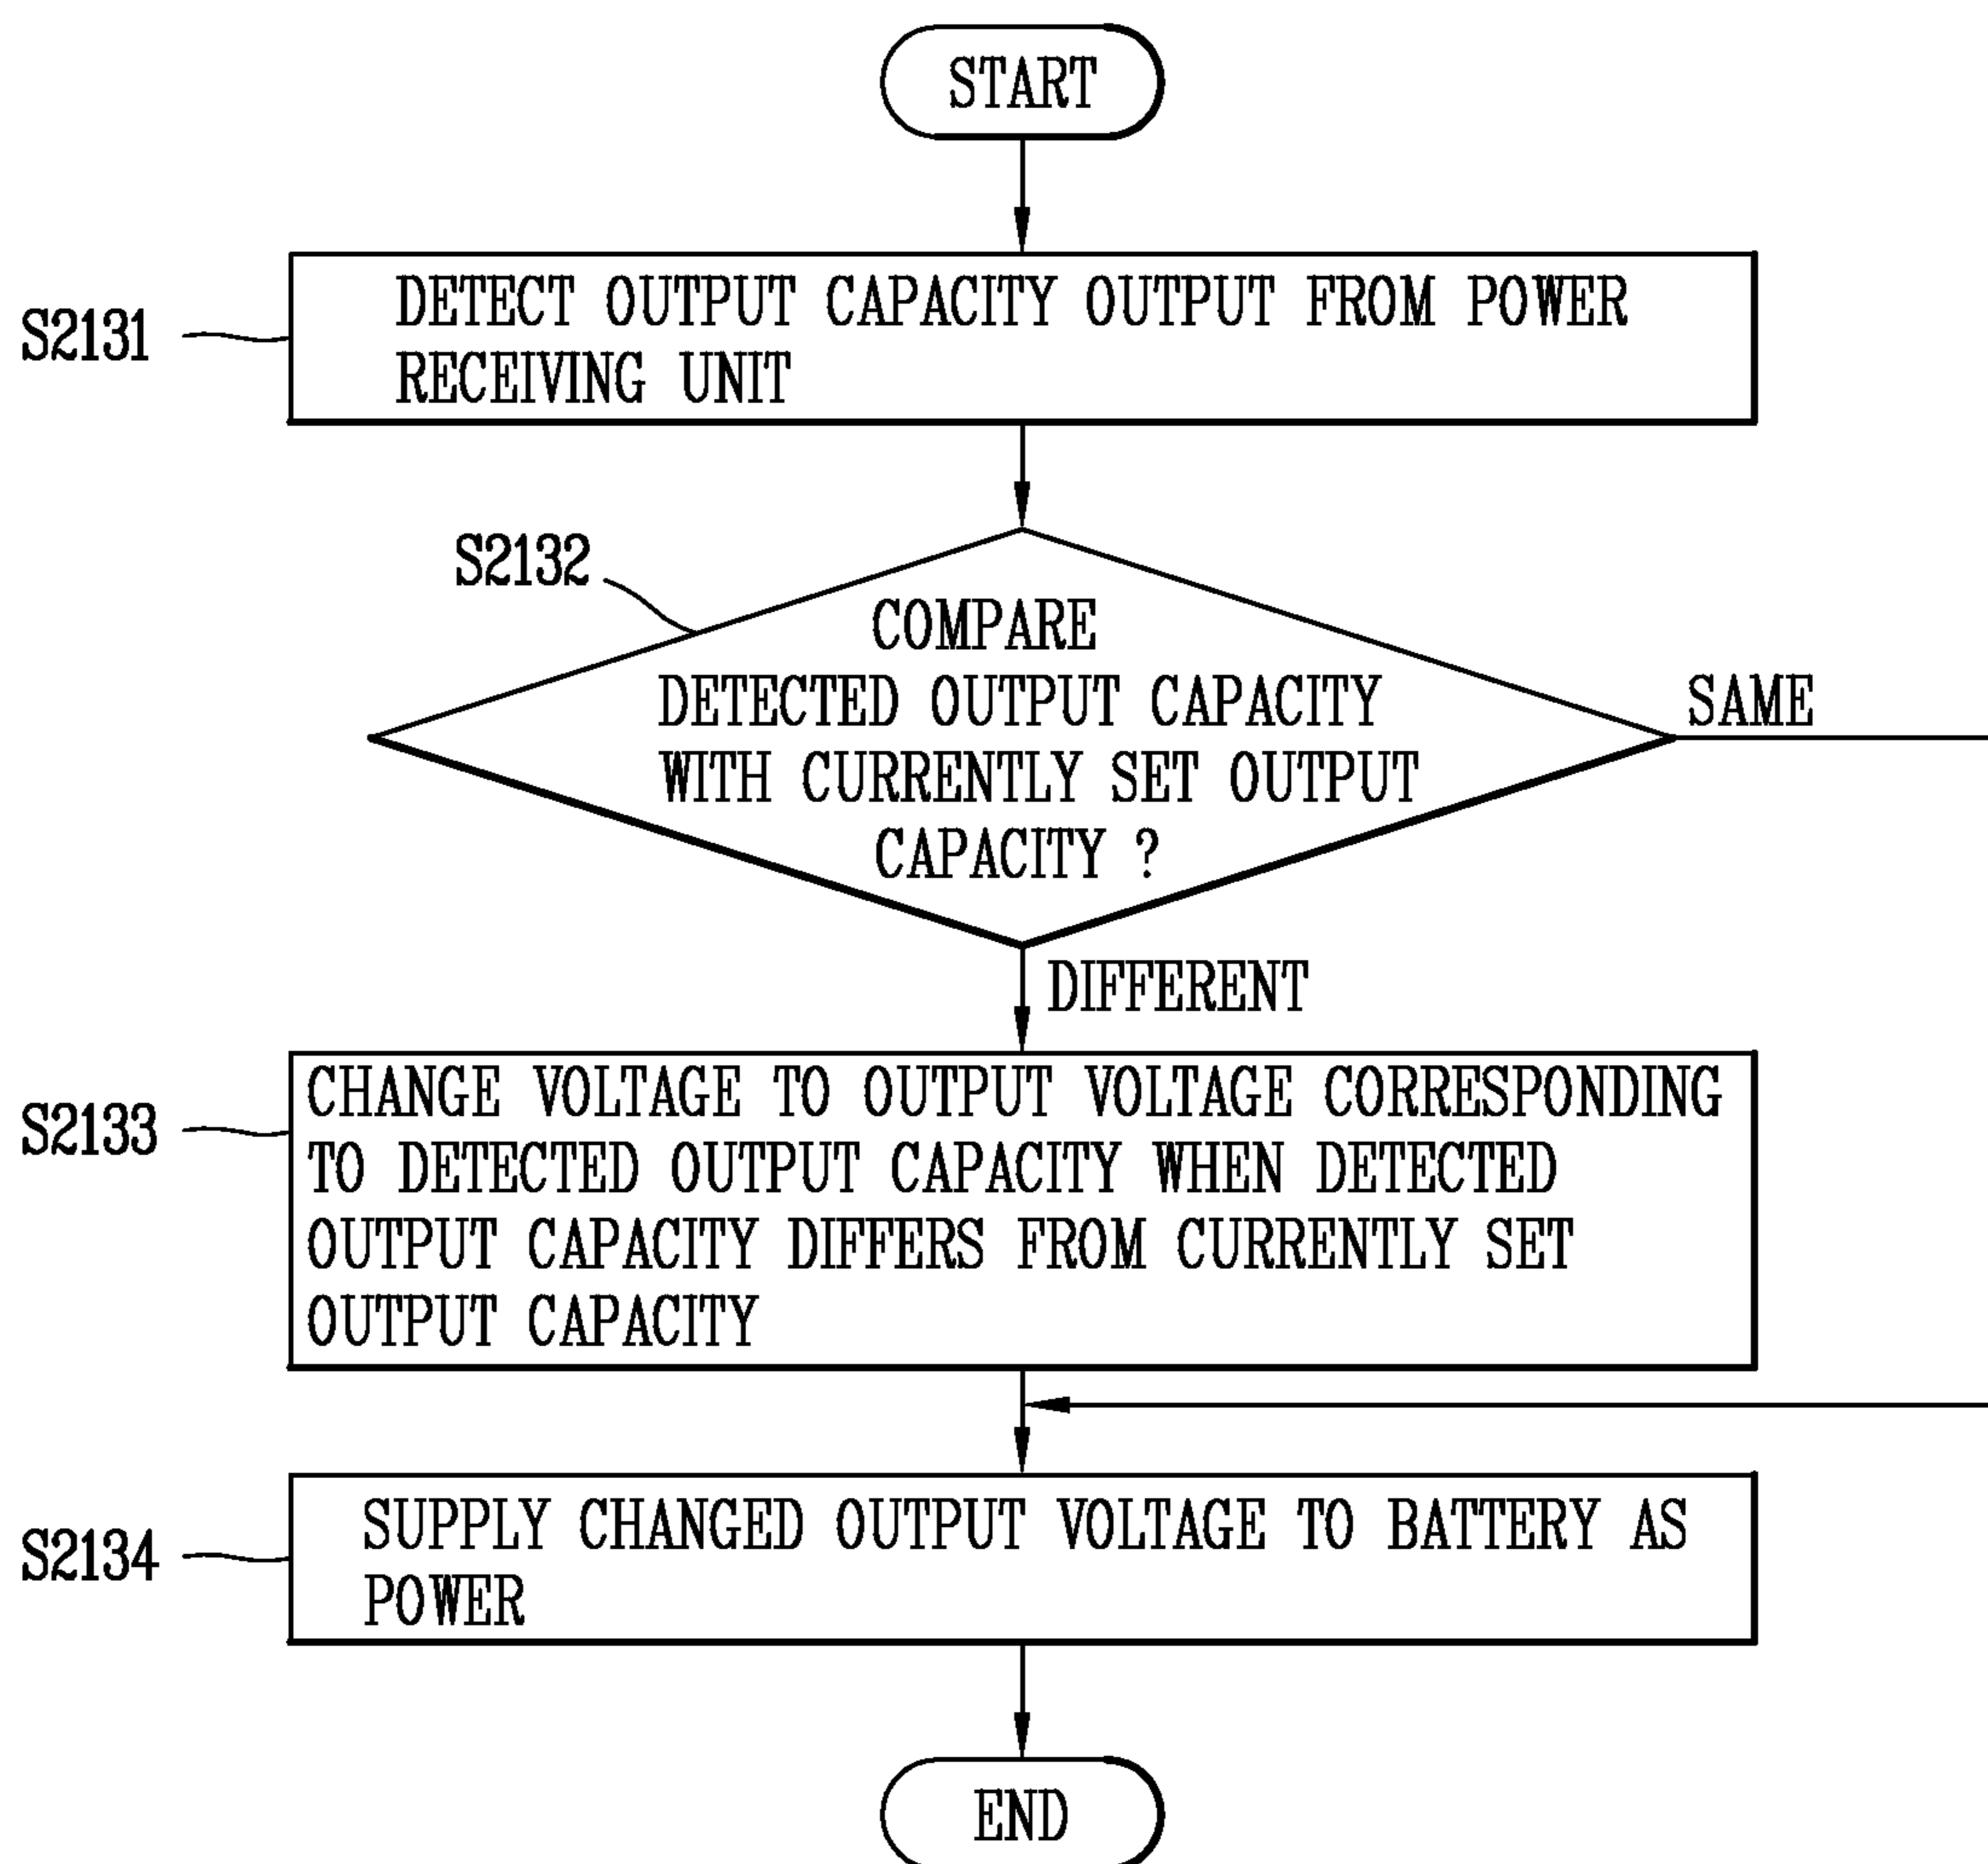 START
S2131
DETECT OUTPUT CAPACITY OUTPUT FROM POWER
RECEIVING UNIT
S2132
COMPARE
DETECTED OUTPUT CAPACITY
WITH CURRENTLY SET OUTPUT
CAPACITY ?
SAME
DIFFERENT
S2133
CHANGE VOLTAGE TO OUTPUT VOLTAGE CORRESPONDING
TO DETECTED OUTPUT CAPACITY WHEN DETECTED
OUTPUT CAPACITY DIFFERS FROM CURRENTLY SET
OUTPUT CAPACITY
S2134
SUPPLY CHANGED OUTPUT VOLTAGE TO BATTERY AS
POWER
END